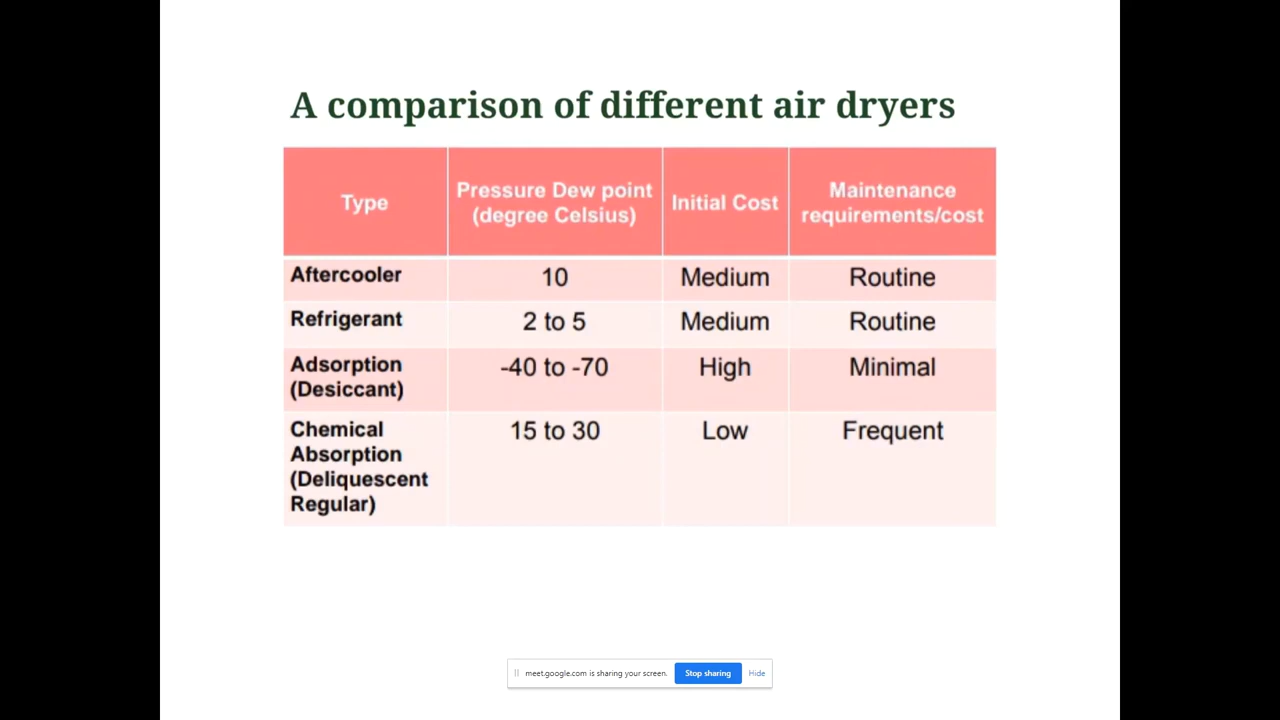 A comparison of different air dryers
Type
Pressure Dew point
(degree Celsius)
Initial Cost
Maintenance
requirements/cost
Aftercooler
10
Medium
Routine
Refrigerant
2 to 5
Medium
Routine
Adsorption
(Desiccant)
-40 to -70
High
Minimal
Chemical
Absorption
(Deliquescent
Regular)
15 to 30
Low
Frequent
meet.google.com is sharing your screen.
Stop sharing
Hide